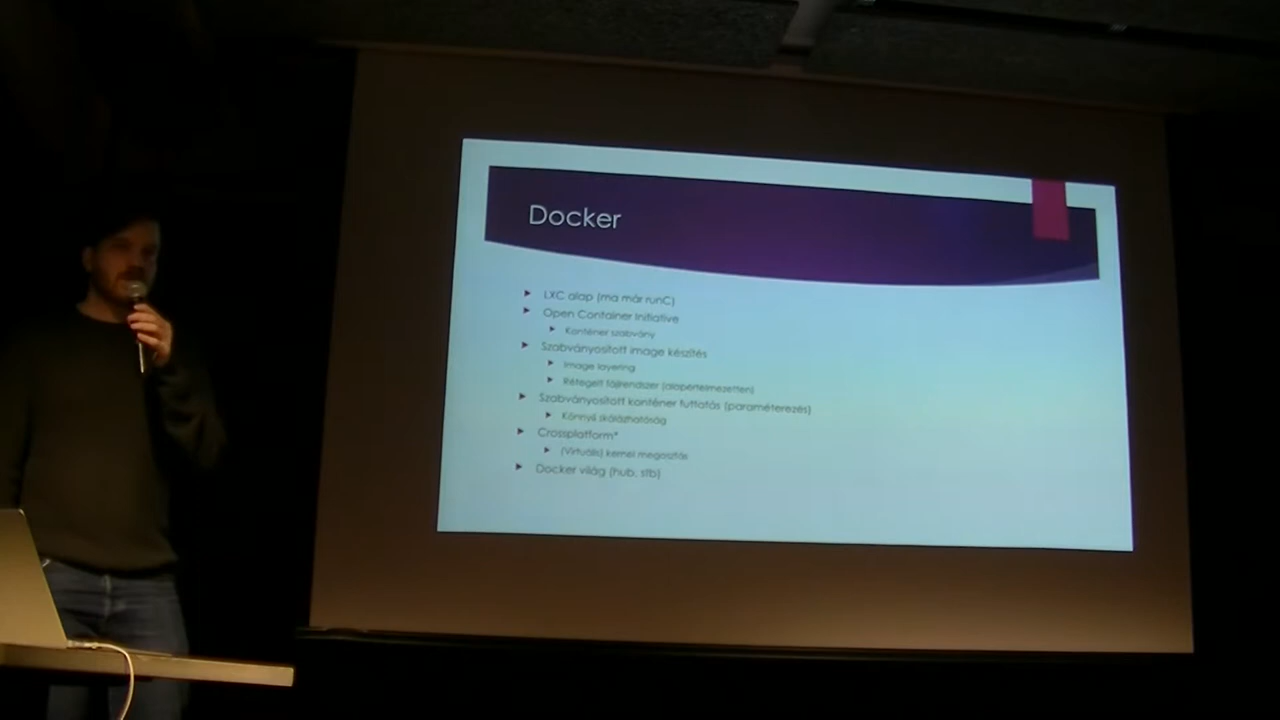 Docker
LXC alap (ma már runC)
Open Container Initiative
Konténer szabvány
Szabványosított image készítés
Image layering
Rétegelt fájlrendszer (alapértelmezetten)
Szabványosított konténer futtatás (paraméterezés)
Könnyű skálázhatóság
Crossplatform*
(Virtuális) kernel megosztás
Docker világ (hub, stb)